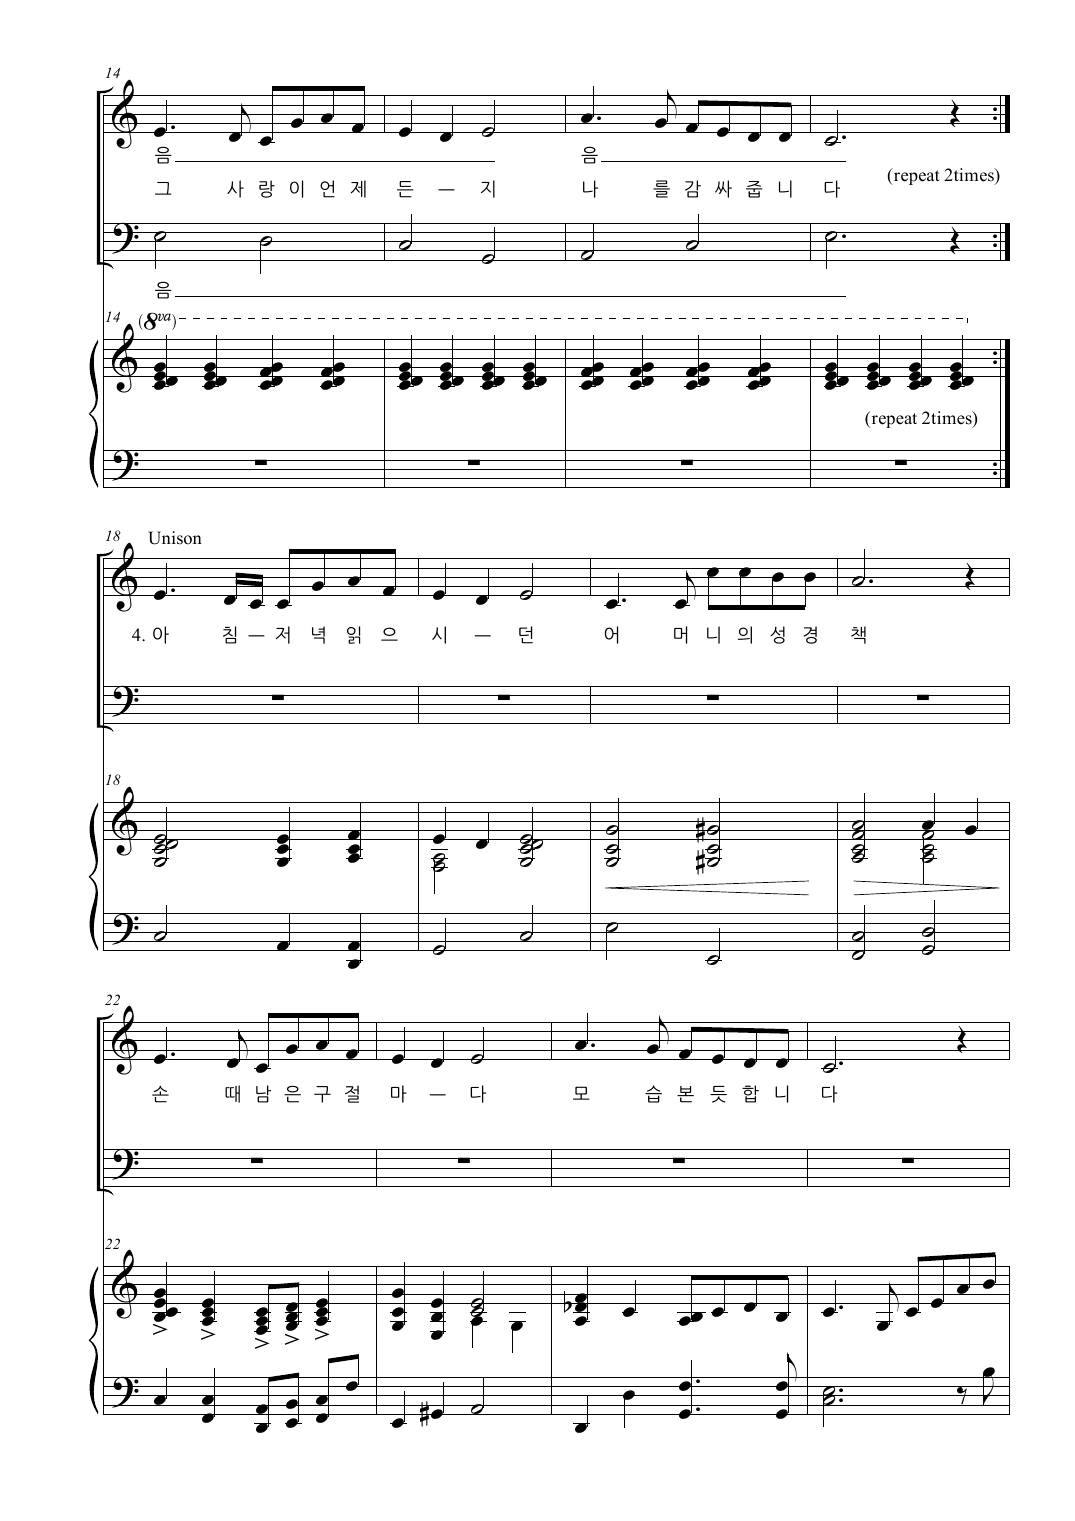 14
음 음
(repeat 2times)
그 사 랑 이 언 제 든 — 지 나 를 감 싸 줍 니 다
음
14
(8va)
(repeat 2times)
18
Unison
4. 아 침 — 저 녁 읽 으 시 — 던 어 머 니 의 성 경 책
18
22
손 때 남 은 구 절 마 — 다 모 습 본 듯 합 니 다
22